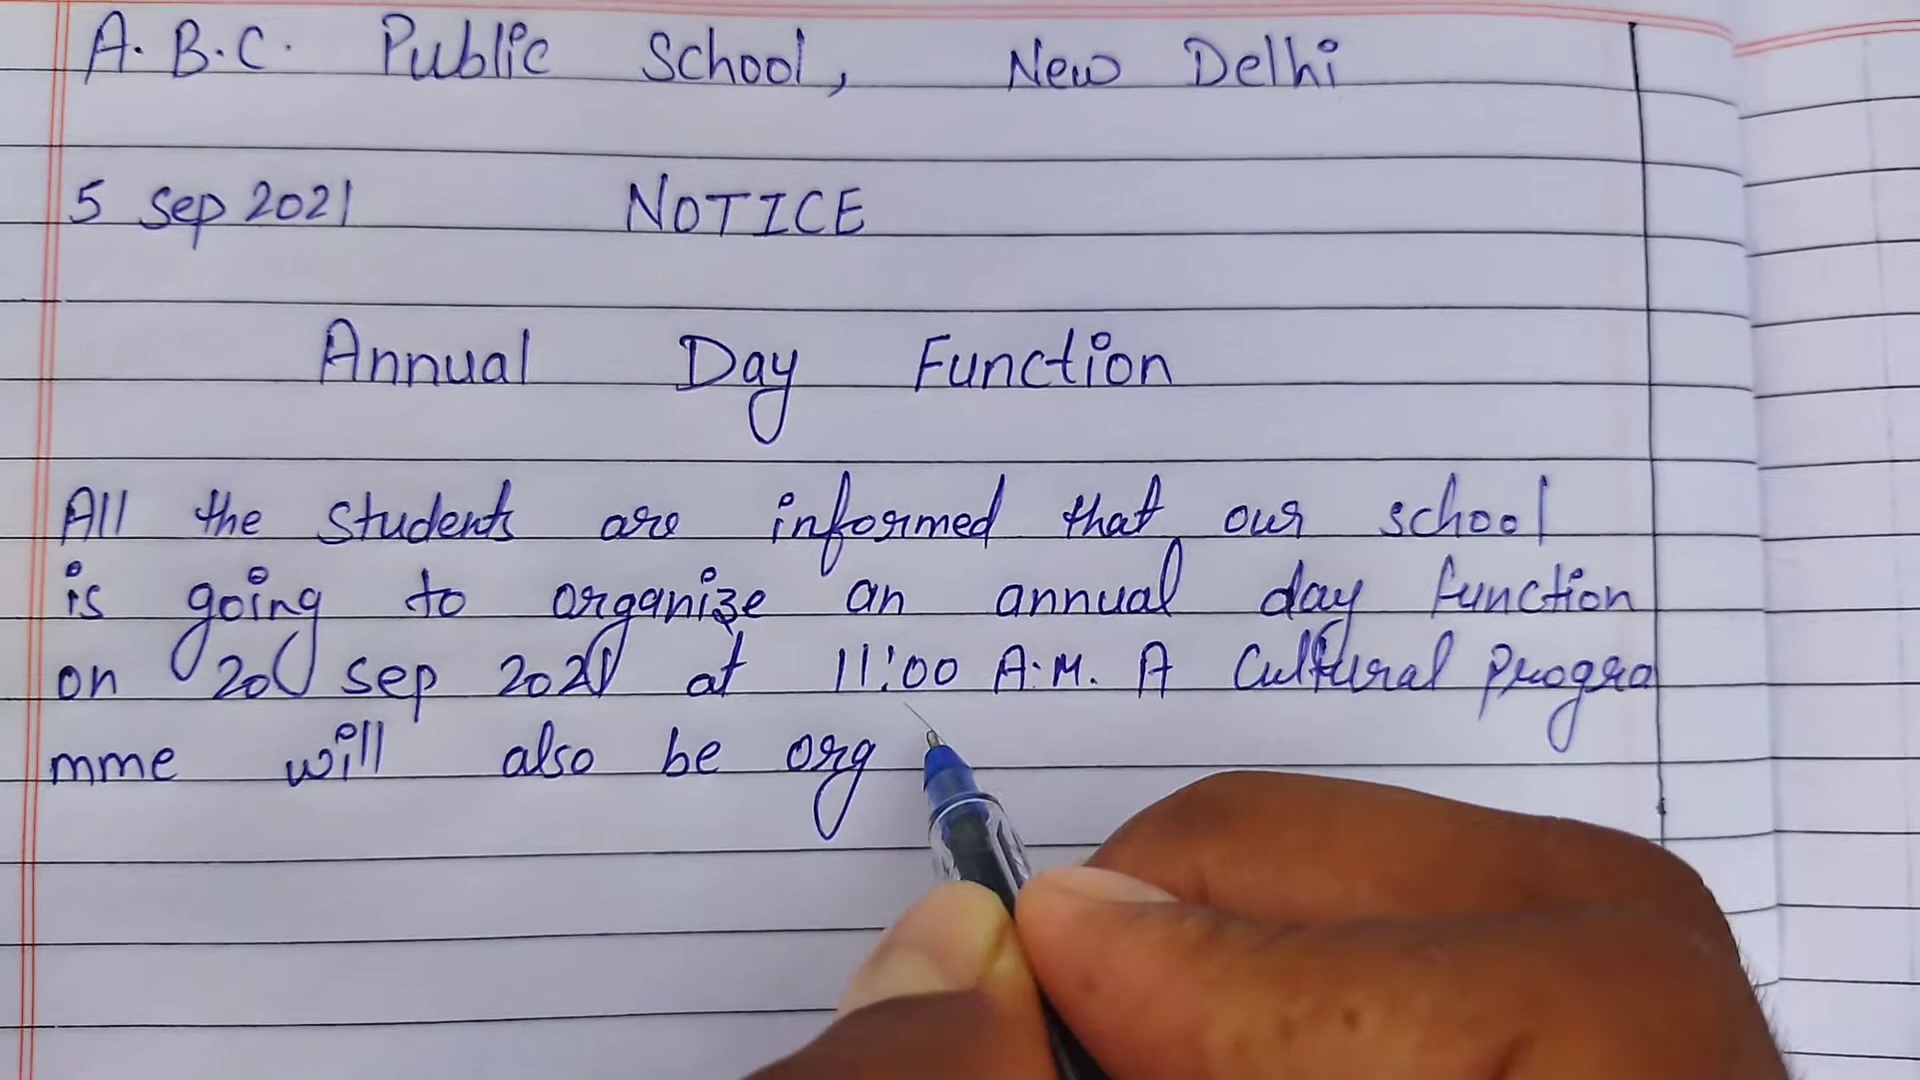 A. B.C. Public School, New Delhi
5 Sep 2021 NOTICE
Annual Day Function
All the students are informed that our school
is going to organize an annual day function
on 20 Sep 2021 at 11:00 A.M. A Cultural progra
mme will also be org